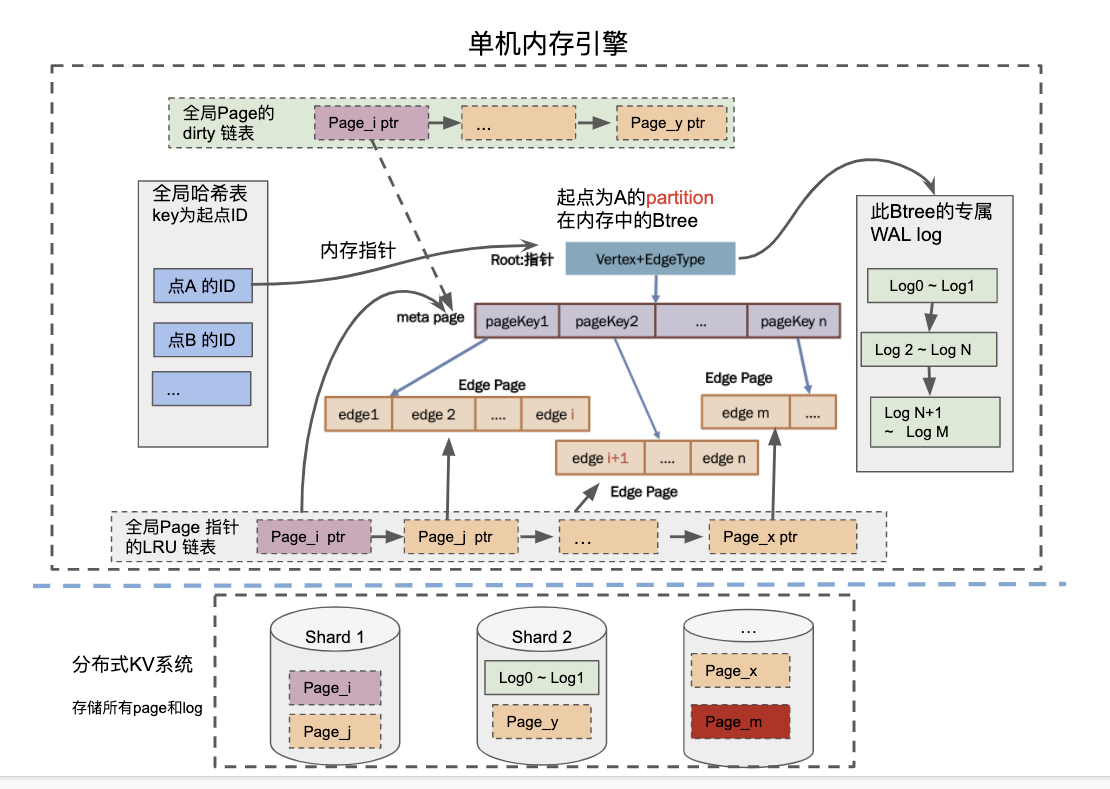 单机内存引擎
全局Page的
dirty 链表
Page_i ptr
...
Page_y ptr
全局哈希表
key为起点ID
点A 的ID
点B 的ID
...
内存指针
起点为A的partition
在内存中的Btree
Root:指针
Vertex+EdgeType
meta page
pageKey1
pageKey2
...
pageKey n
Edge Page
edge1
edge 2
....
edge i
Edge Page
edge m
....
edge i+1
....
edge n
Edge Page
此Btree的专属
WAL log
Log0 ~ Log1
Log 2 ~ Log N
Log N+1
~ Log M
全局Page 指针
的LRU 链表
Page_i ptr
Page_j ptr
...
Page_x ptr
分布式KV系统
存储所有page和log
Shard 1
Page_i
Page_j
Shard 2
Log0 ~ Log1
Page_y
...
Page_x
Page_m